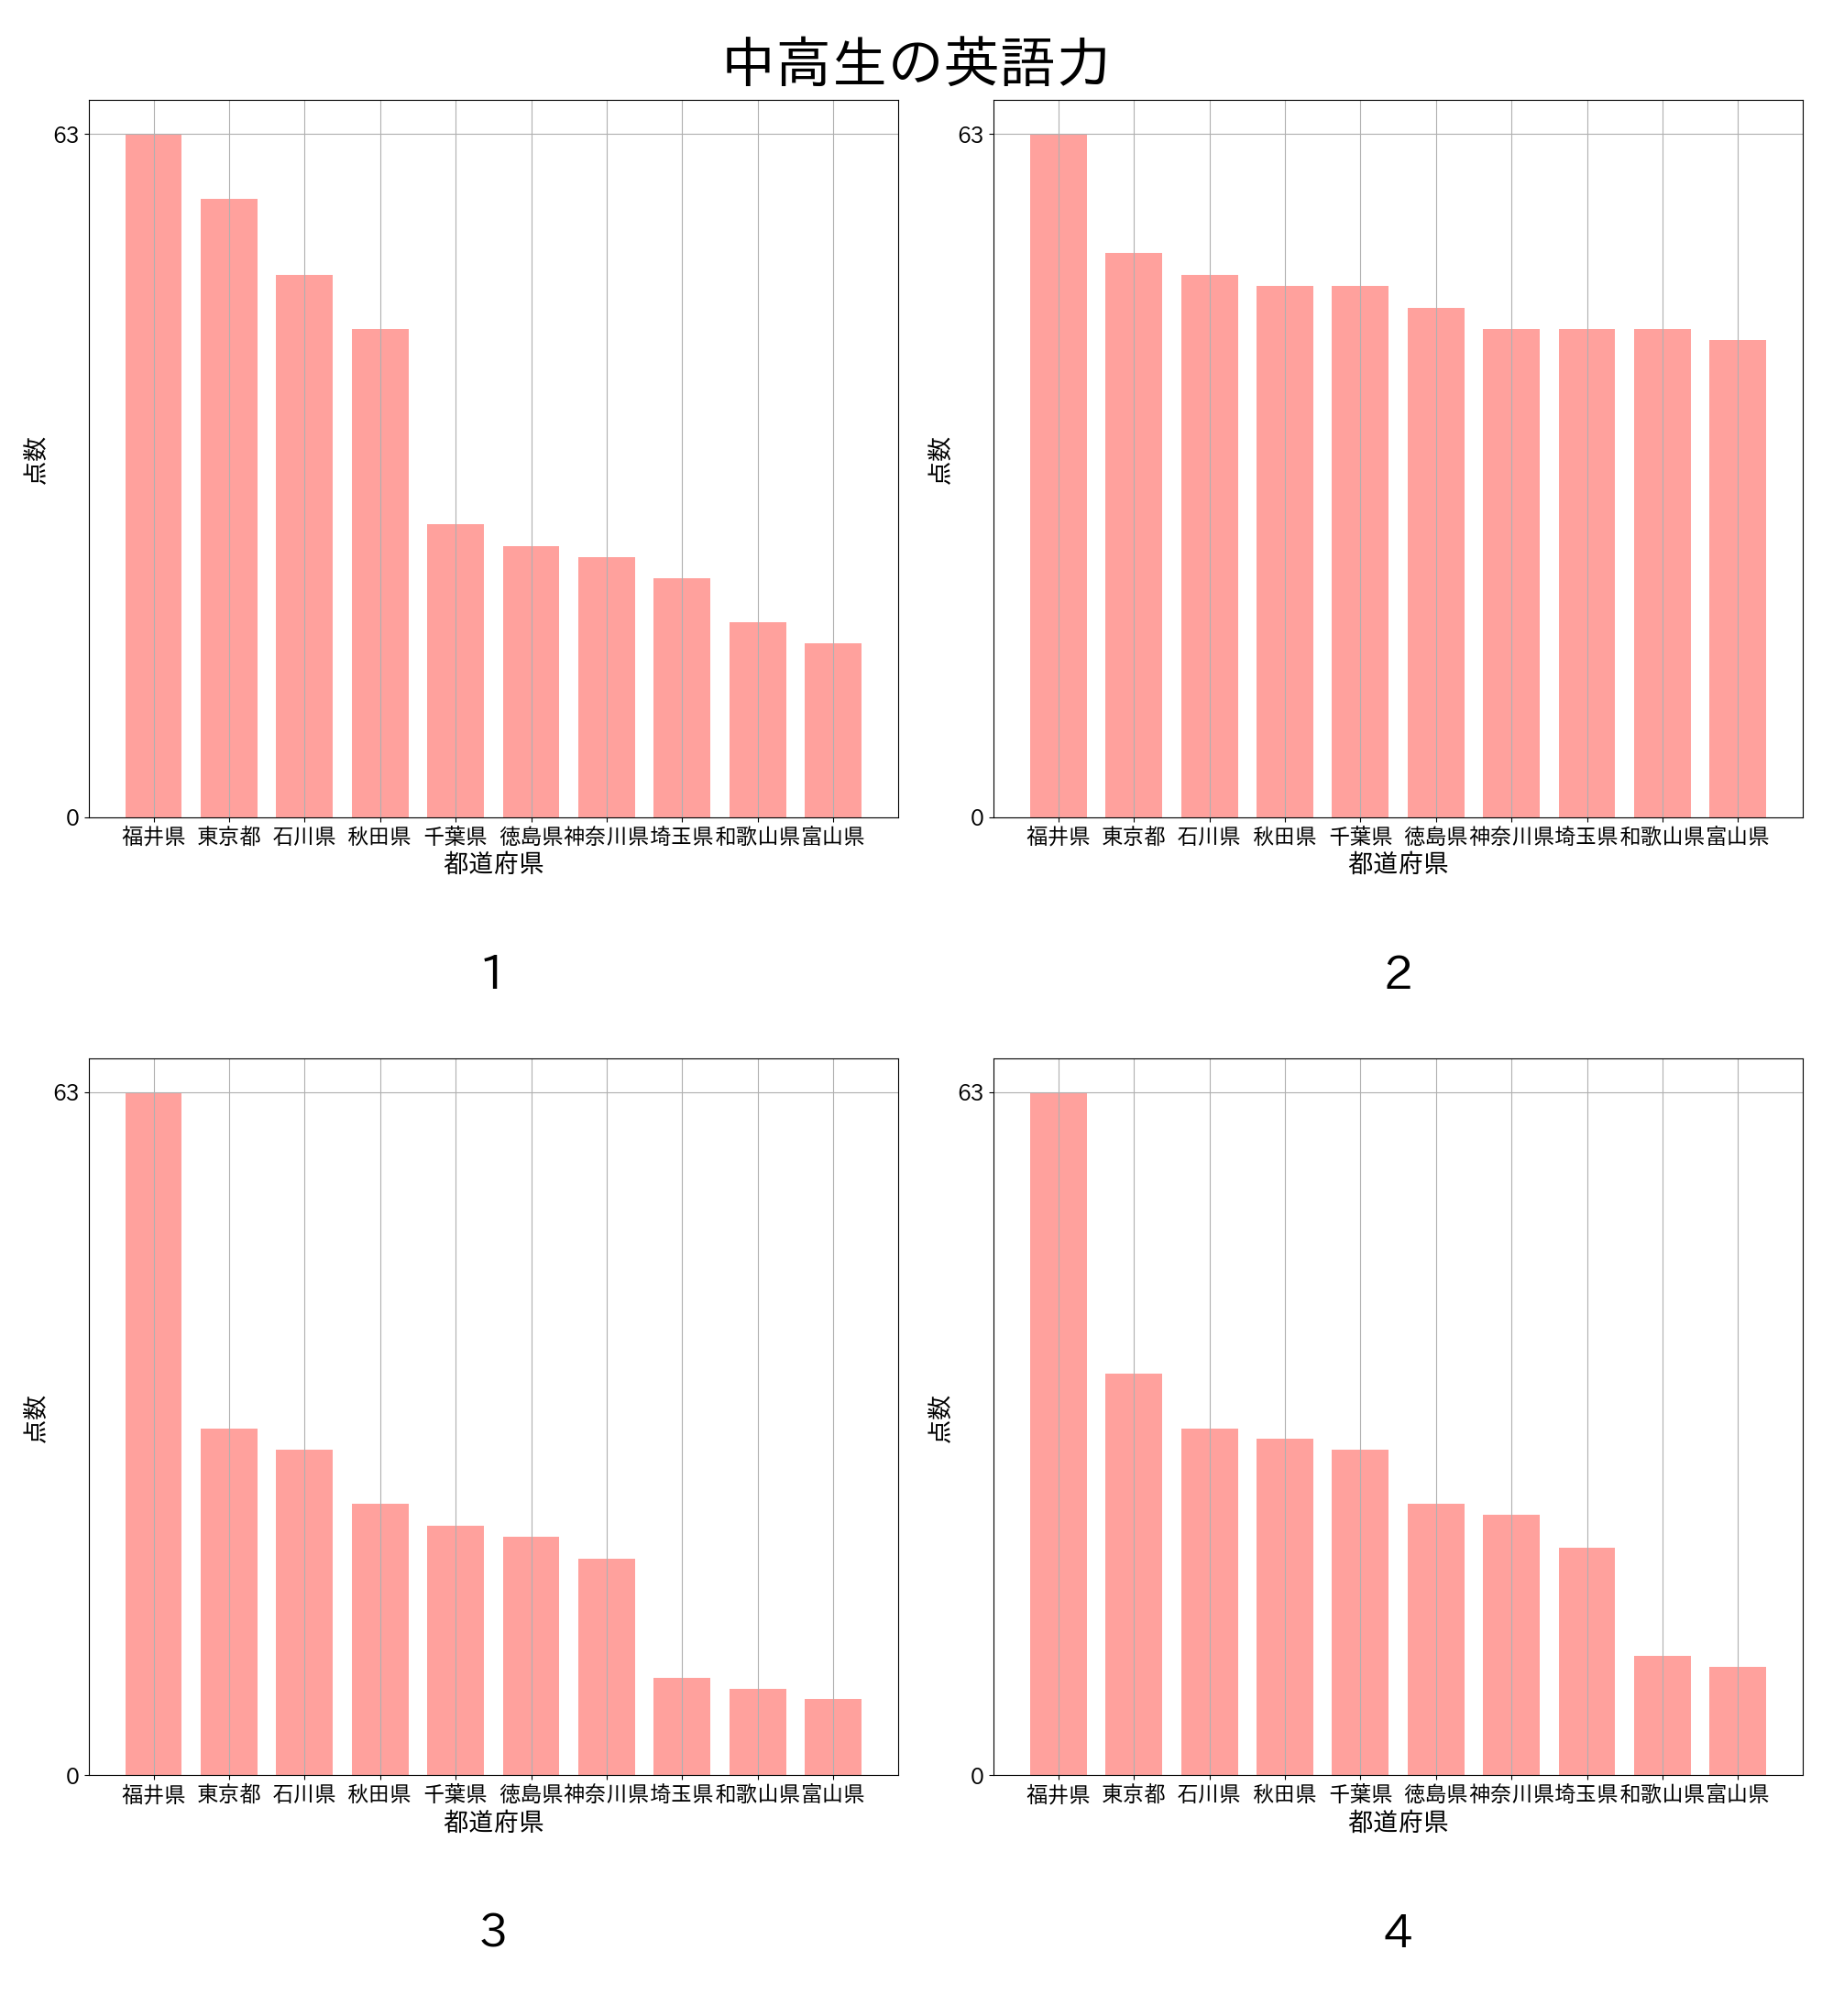 中高生の英語力
63
点数
0
福井県 東京都 石川県 秋田県 千葉県 徳島県 神奈川県 埼玉県 和歌山県 富山県
都道府県
1
63
点数
0
福井県 東京都 石川県 秋田県 千葉県 徳島県 神奈川県 埼玉県 和歌山県 富山県
都道府県
2
63
点数
0
福井県 東京都 石川県 秋田県 千葉県 徳島県 神奈川県 埼玉県 和歌山県 富山県
都道府県
3
63
点数
0
福井県 東京都 石川県 秋田県 千葉県 徳島県 神奈川県 埼玉県 和歌山県 富山県
都道府県
4